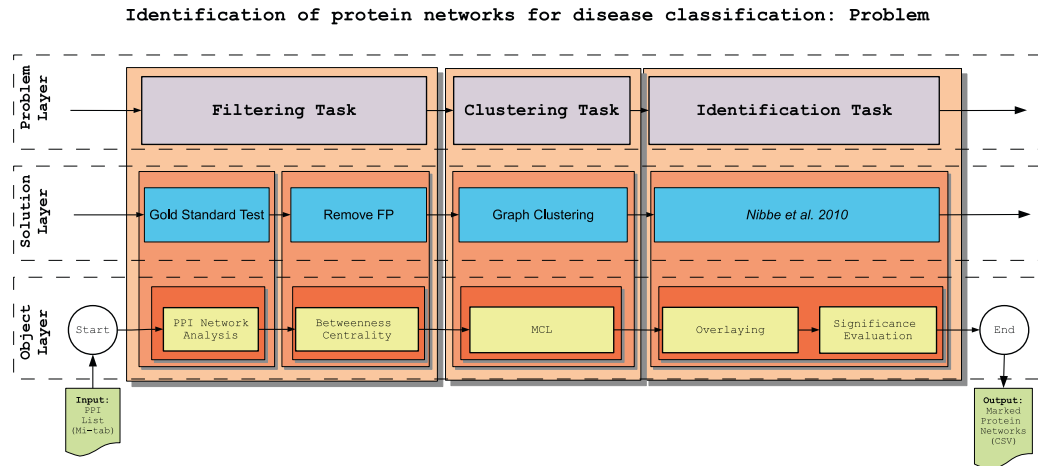 Identification of protein networks for disease classification: Problem
Problem
Layer
Filtering Task
Clustering Task
Identification Task
Solution
Layer
Gold Standard Test
Remove FP
Graph Clustering
Nibbe et al. 2010
Object
Layer
Start
PPI Network
Analysis
Betweenness
Centrality
MCL
Overlaying
Significance
Evaluation
End
Input:
PPI
List
(Mi-tab)
Output:
Marked
Protein
Networks
(CSV)